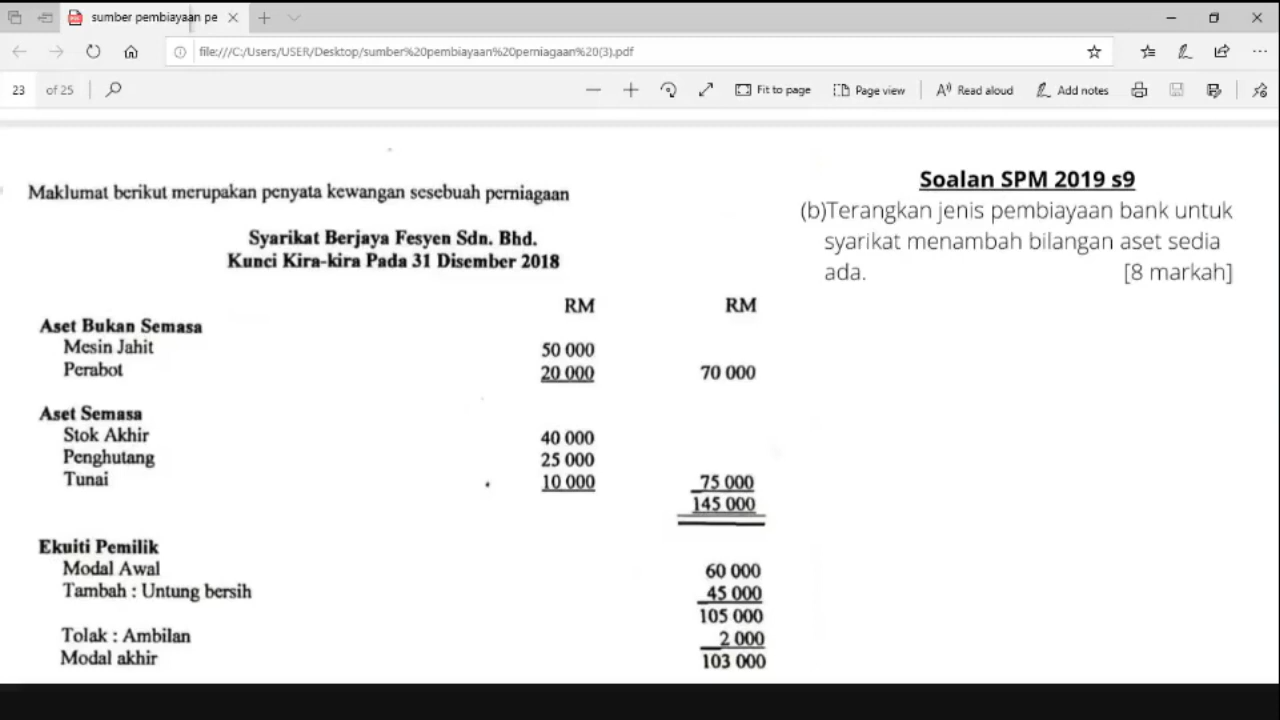 sumber pembiayaan pe
file:///C:/Users/USER/Desktop/sumber%20pembiayaan%20perniagaan%20(3).pdf
23 of 25 Fit to page Page view Read aloud Add notes
Maklumat berikut merupakan penyata kewangan sesebuah perniagaan
Syarikat Berjaya Fesyen Sdn. Bhd.
Kunci Kira-kira Pada 31 Disember 2018
RM RM
Aset Bukan Semasa
Mesin Jahit 50 000
Perabot 20 000 70 000
Aset Semasa
Stok Akhir 40 000
Penghutang 25 000
Tunai 10 000 75 000
145 000
Ekuiti Pemilik
Modal Awal 60 000
Tambah : Untung bersih 45 000
105 000
Tolak : Ambilan 2 000
Modal akhir 103 000
Soalan SPM 2019 s9
(b)Terangkan jenis pembiayaan bank untuk
syarikat menambah bilangan aset sedia
ada. [8 markah]